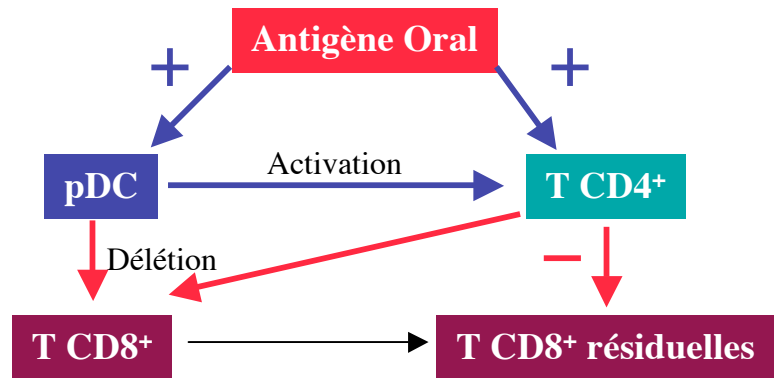 Antigène Oral
+
+
Activation
pDC
T CD4⁺
Délétion
–
T CD8⁺
T CD8⁺ résiduelles